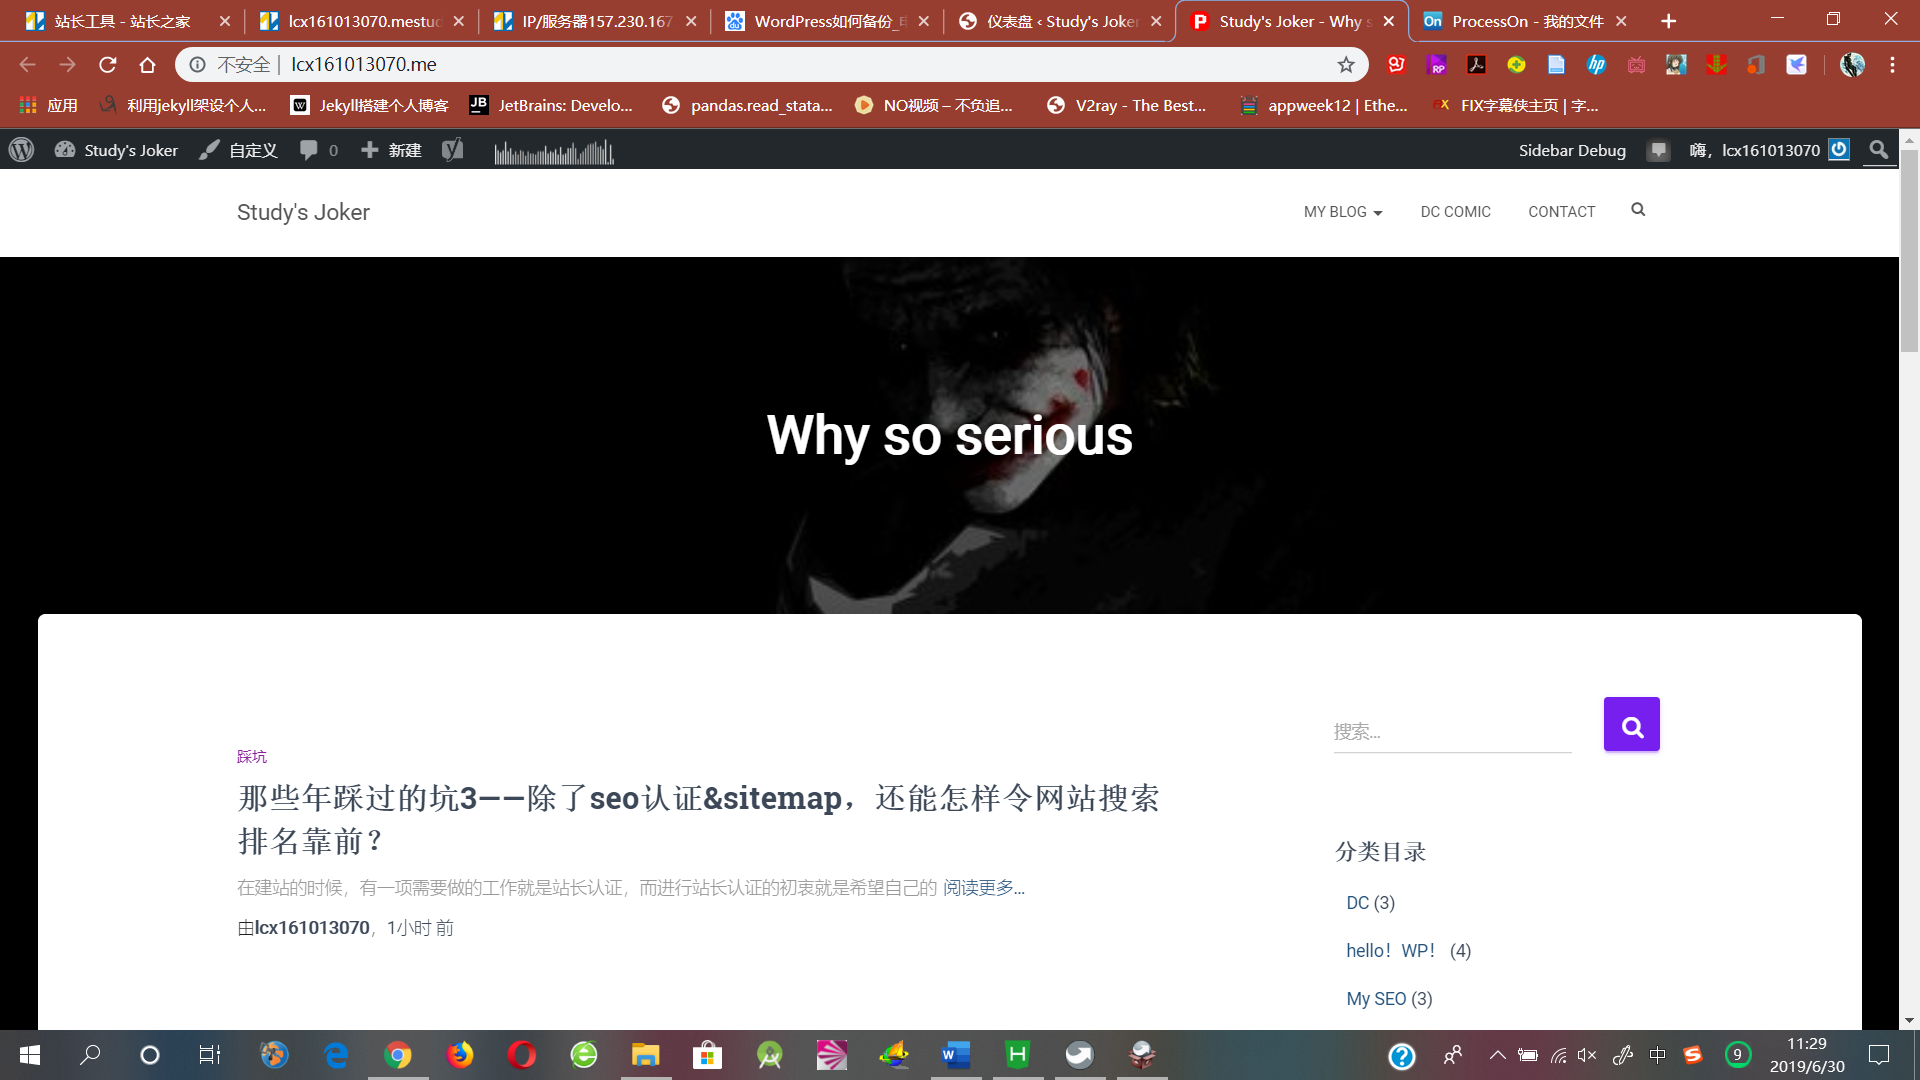 站长工具 - 站长之家
lcx161013070.mestud
IP/服务器157.230.167
WordPress如何备份_
仪表盘 ‹ Study's Joker
Study's Joker - Why s
ProcessOn - 我的文件
不安全 | lcx161013070.me
应用
利用jekyll架设个人...
Jekyll搭建个人博客
JetBrains: Develo...
pandas.read_stata...
NO视频 – 不负追...
V2ray - The Best...
appweek12 | Ethe...
FIX字幕侠主页 | 字...
Study's Joker
自定义
0
新建
Sidebar Debug
嗨，lcx161013070
Study's Joker
MY BLOG
DC COMIC
CONTACT
Why so serious
搜索...
踩坑
那些年踩过的坑3——除了seo认证&sitemap，还能怎样令网站搜索
排名靠前？
在建站的时候，有一项需要做的工作就是站长认证，而进行站长认证的初衷就是希望自己的 阅读更多...
由lcx161013070，1小时 前
分类目录
DC (3)
hello！WP！ (4)
My SEO (3)
中
9
11:29
2019/6/30